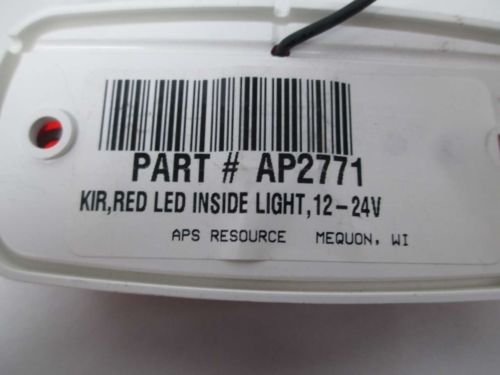 PART # AP2771
KIR,RED LED INSIDE LIGHT,12-24V
APS RESOURCE MEQUON, WI